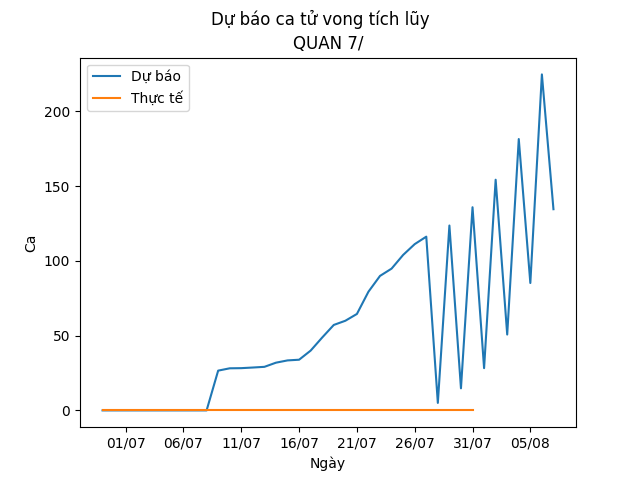 Dự báo ca tử vong tích lũy
QUAN 7/
Dự báo
Thực tế
Ca
200
150
100
50
0
01/07 06/07 11/07 16/07 21/07 26/07 31/07 05/08
Ngày